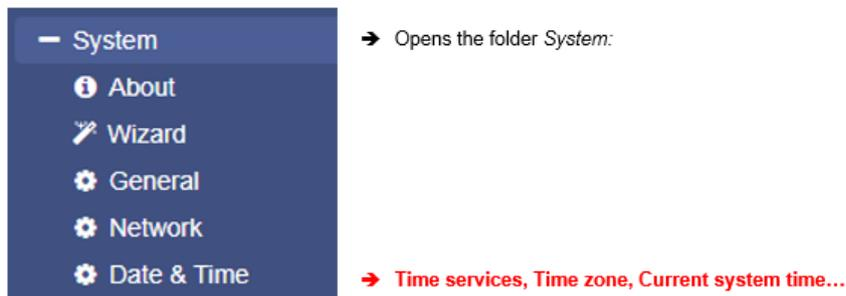 System → Opens the folder System:
About
Wizard
General
Network
Date & Time → Time services, Time zone, Current system time…